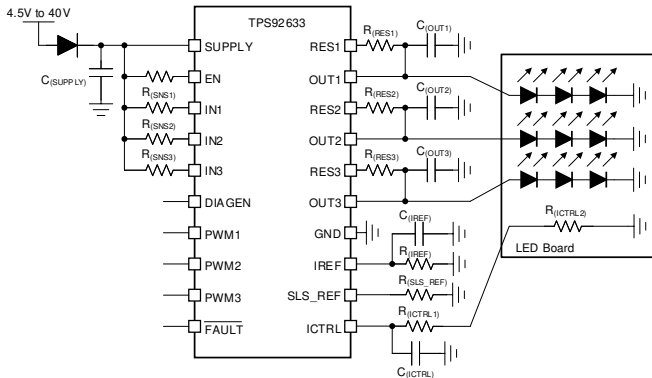 4.5V to 40V
TPS92633
C(SUPPLY)
R(SNS1)
R(SNS2)
R(SNS3)
SUPPLY
EN
IN1
IN2
IN3
DIAGEN
PWM1
PWM2
PWM3
FAULT
RES1
OUT1
RES2
OUT2
RES3
OUT3
GND
IREF
SLS_REF
ICTRL
R(RES1)
C(OUT1)
R(RES2)
C(OUT2)
R(RES3)
C(OUT3)
C(IREF)
R(IREF)
R(SLS_REF)
R(ICTRL1)
C(ICTRL)
R(ICTRL2)
LED Board